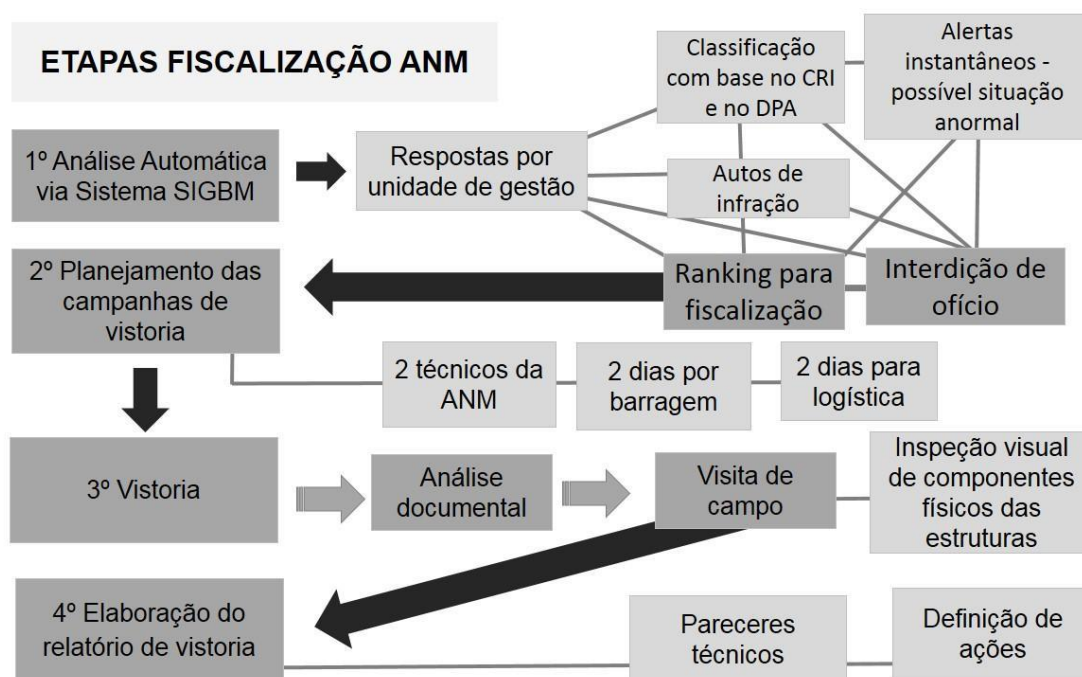 ETAPAS FISCALIZAÇÃO ANM
Classificação
com base no CRI
e no DPA
Alertas
instantâneos -
possível situação
anormal
1º Análise Automática
via Sistema SIGBM
Respostas por
unidade de gestão
Autos de
infração
2º Planejamento das
campanhas de
vistoria
Ranking para
fiscalização
Interdição de
ofício
2 técnicos da
ANM
2 dias por
barragem
2 dias para
logística
3º Vistoria
Análise
documental
Visita de
campo
Inspeção visual
de componentes
físicos das
estruturas
4º Elaboração do
relatório de vistoria
Pareceres
técnicos
Definição de
ações